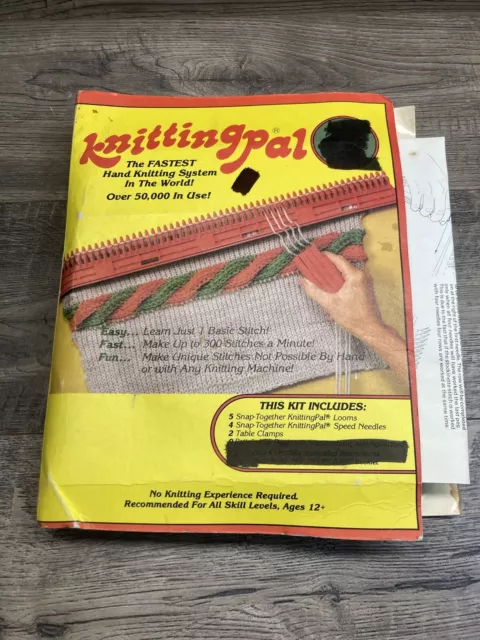 knittingpal®
The FASTEST
Hand Knitting System
In The World!
Over 50,000 In Use!
Easy... Learn Just 1 Basic Stitch!
Fast... Make Up to 300 Stitches a Minute!
Fun... Make Unique Stitches Not Possible By Hand
or with Any Knitting Machine!
THIS KIT INCLUDES:
5 Snap-Together KnittingPal® Looms
4 Snap-Together KnittingPal® Speed Needles
2 Table Clamps
No Knitting Experience Required.
Recommended For All Skill Levels, Ages 12+